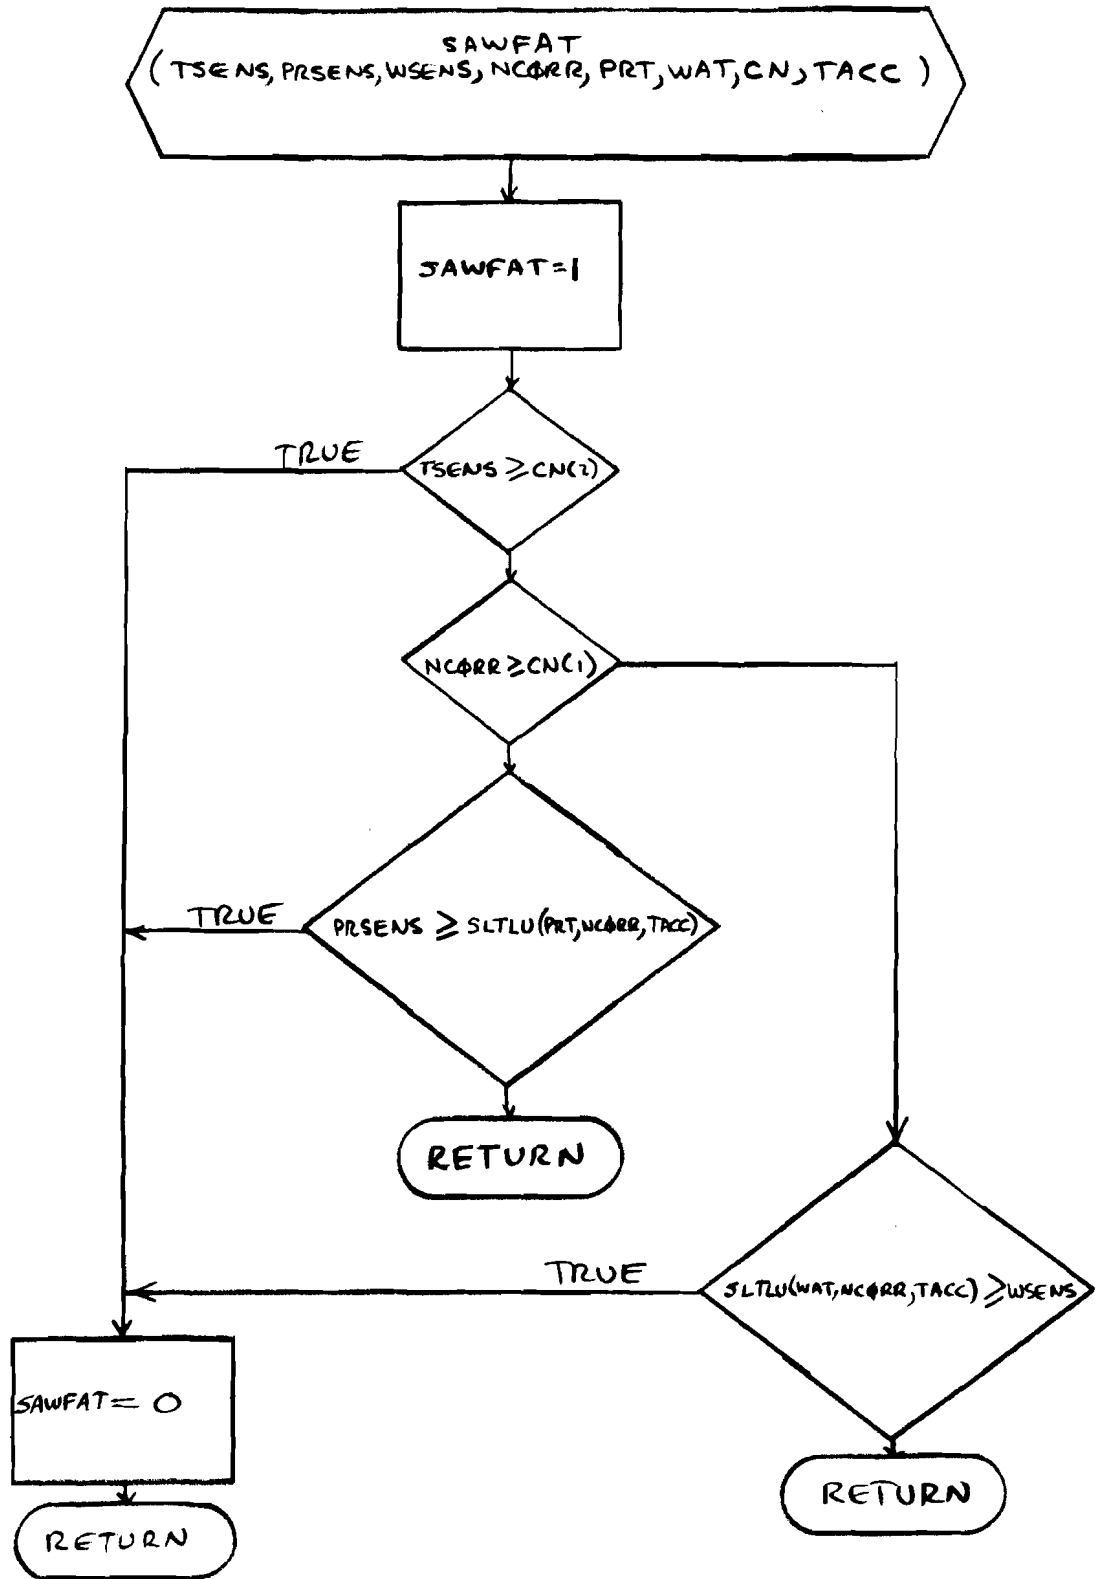 SAWFAT
(TSENS, PRSENS, WSENS, NCØRR, PRT, WAT, CN, TACC)
SAWFAT=1
TRUE
TSENS ≥ CN(2)
NCØRR ≥ CN(1)
TRUE
PRSENS ≥ SLTLU(PRT,NCØRR,TACC)
RETURN
TRUE
SLTLU(WAT,NCØRR,TACC) ≥ WSENS
SAWFAT = 0
RETURN
RETURN